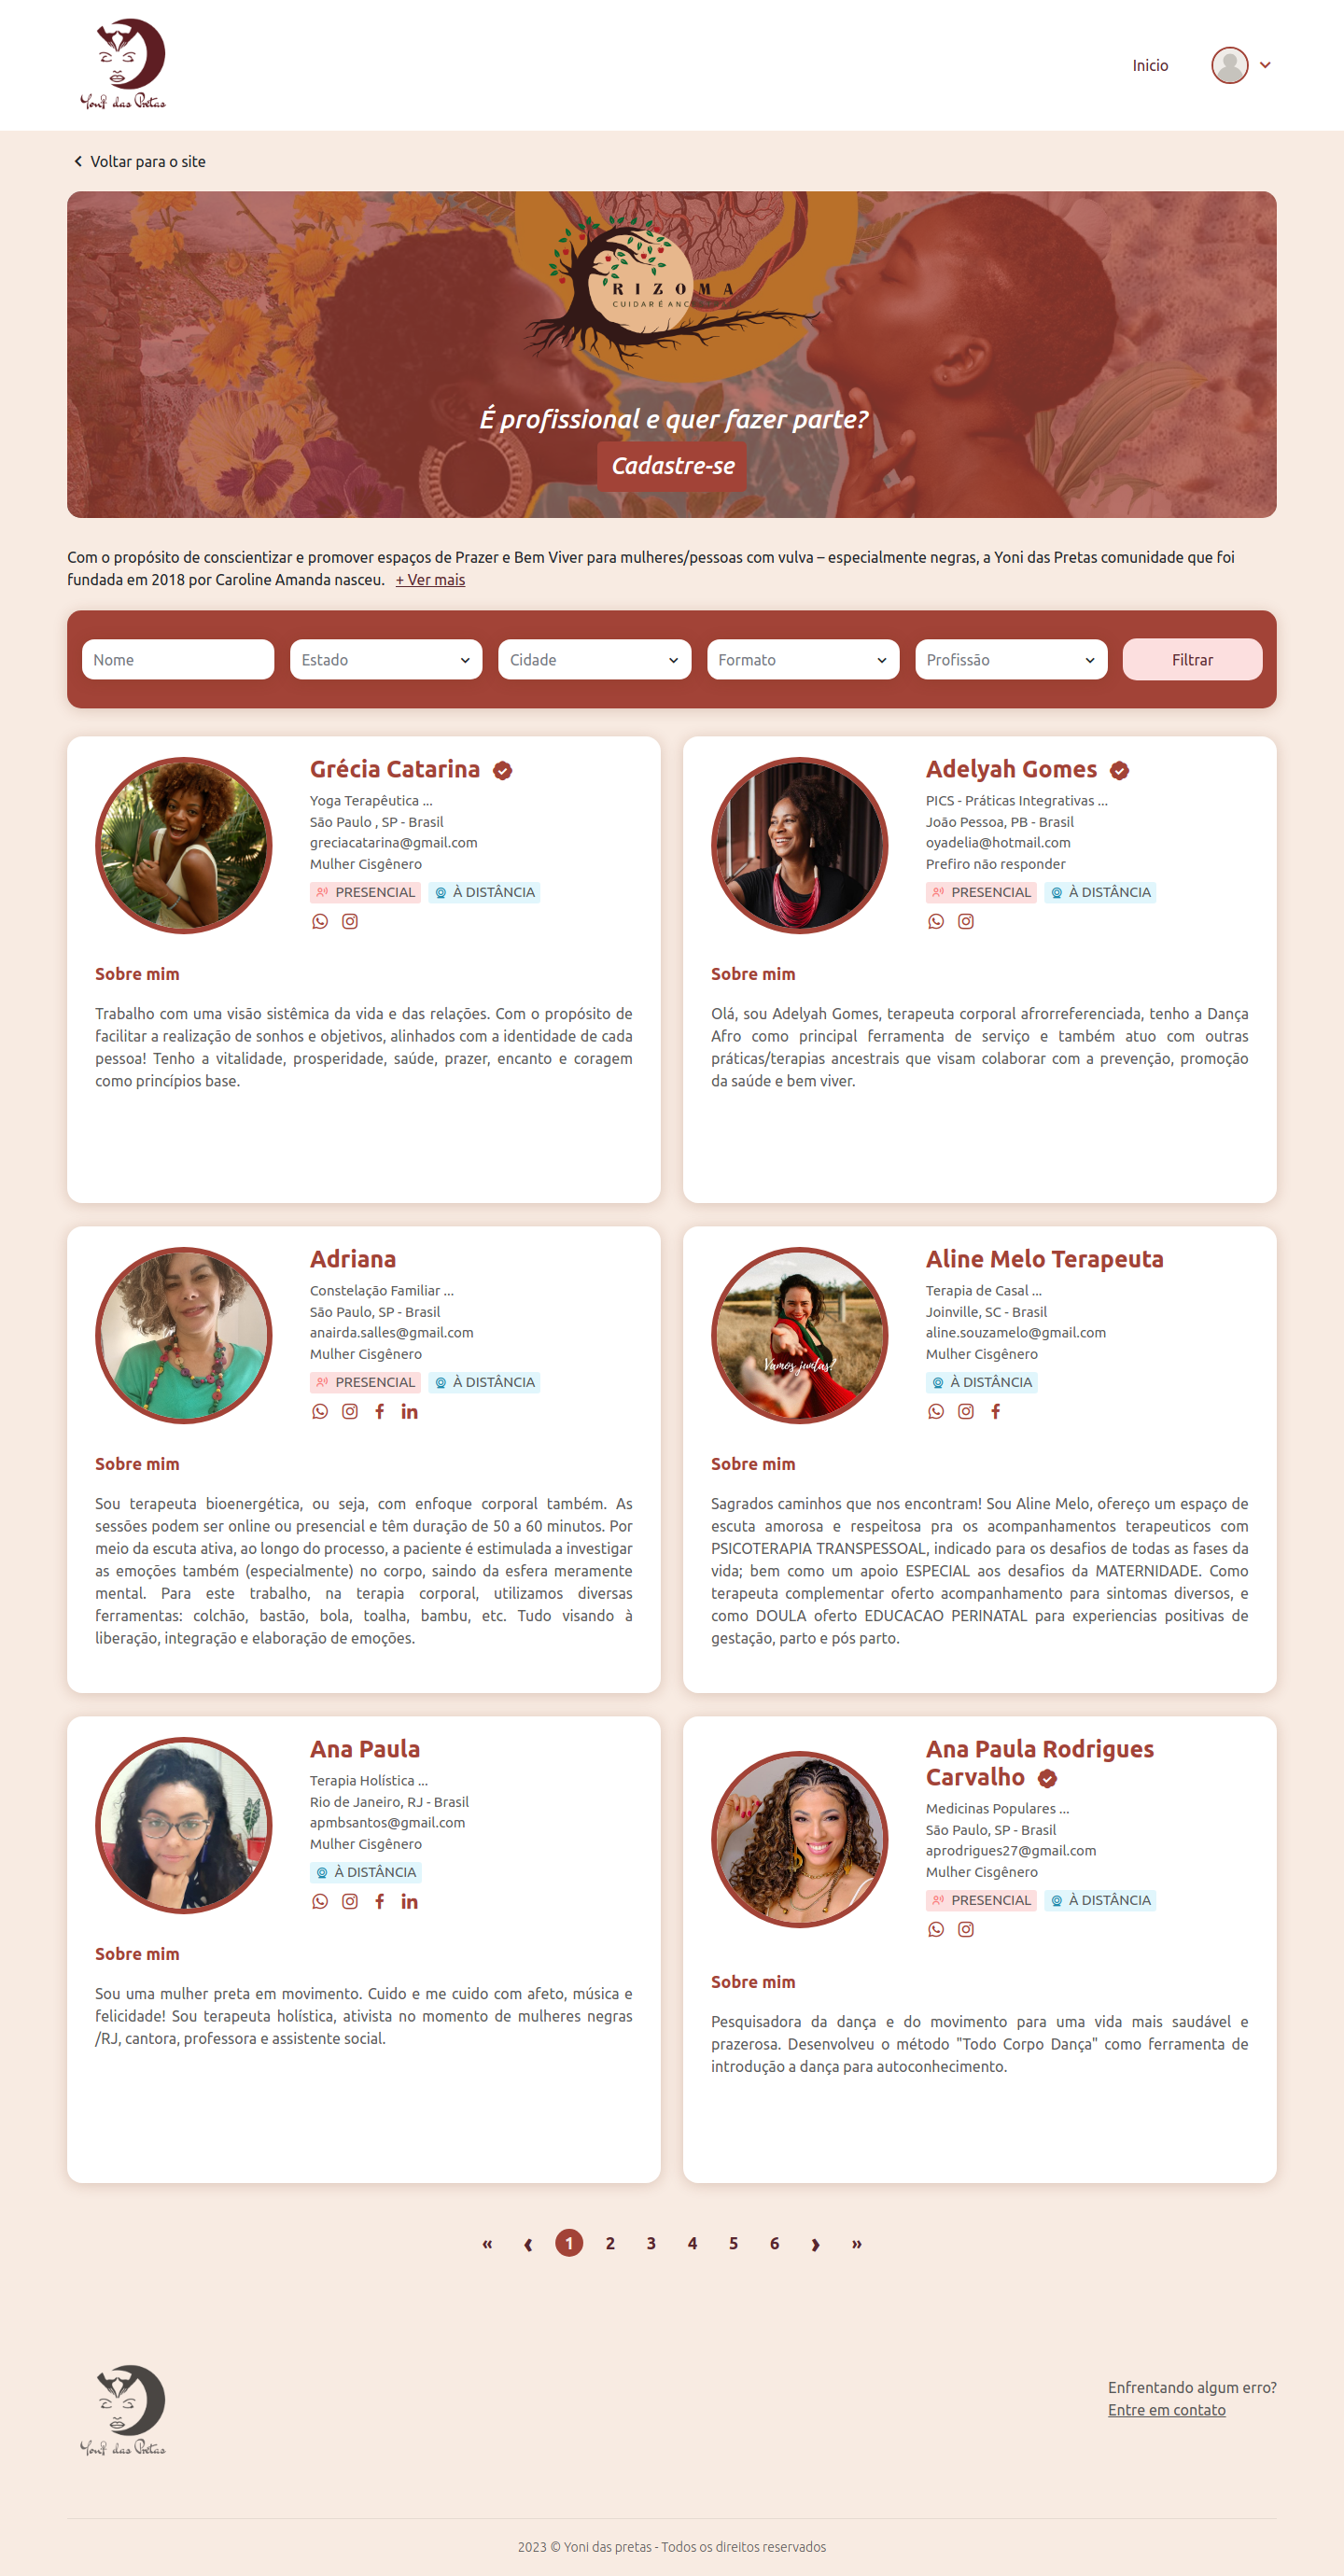 Yoni das Pretas
Inicio
Voltar para o site
RIZOMA
CUIDAR É ANC
É profissional e quer fazer parte?
Cadastre-se
Com o propósito de conscientizar e promover espaços de Prazer e Bem Viver para mulheres/pessoas com vulva – especialmente negras, a Yoni das Pretas comunidade que foi
fundada em 2018 por Caroline Amanda nasceu. + Ver mais
Nome Estado Cidade Formato Profissão Filtrar
Grécia Catarina
Yoga Terapêutica ...
São Paulo , SP - Brasil
greciacatarina@gmail.com
Mulher Cisgênero
PRESENCIAL À DISTÂNCIA
Sobre mim
Trabalho com uma visão sistêmica da vida e das relações. Com o propósito de
facilitar a realização de sonhos e objetivos, alinhados com a identidade de cada
pessoa! Tenho a vitalidade, prosperidade, saúde, prazer, encanto e coragem
como princípios base.
Adelyah Gomes
PICS - Práticas Integrativas ...
João Pessoa, PB - Brasil
oyadelia@hotmail.com
Prefiro não responder
PRESENCIAL À DISTÂNCIA
Sobre mim
Olá, sou Adelyah Gomes, terapeuta corporal afrorreferenciada, tenho a Dança
Afro como principal ferramenta de serviço e também atuo com outras
práticas/terapias ancestrais que visam colaborar com a prevenção, promoção
da saúde e bem viver.
Adriana
Constelação Familiar ...
São Paulo, SP - Brasil
anairda.salles@gmail.com
Mulher Cisgênero
PRESENCIAL À DISTÂNCIA
Sobre mim
Sou terapeuta bioenergética, ou seja, com enfoque corporal também. As
sessões podem ser online ou presencial e têm duração de 50 a 60 minutos. Por
meio da escuta ativa, ao longo do processo, a paciente é estimulada a investigar
as emoções também (especialmente) no corpo, saindo da esfera meramente
mental. Para este trabalho, na terapia corporal, utilizamos diversas
ferramentas: colchão, bastão, bola, toalha, bambu, etc. Tudo visando à
liberação, integração e elaboração de emoções.
Vamos juntas?
Aline Melo Terapeuta
Terapia de Casal ...
Joinville, SC - Brasil
aline.souzamelo@gmail.com
Mulher Cisgênero
À DISTÂNCIA
Sobre mim
Sagrados caminhos que nos encontram! Sou Aline Melo, ofereço um espaço de
escuta amorosa e respeitosa pra os acompanhamentos terapeuticos com
PSICOTERAPIA TRANSPESSOAL, indicado para os desafios de todas as fases da
vida; bem como um apoio ESPECIAL aos desafios da MATERNIDADE. Como
terapeuta complementar oferto acompanhamento para sintomas diversos, e
como DOULA oferto EDUCACAO PERINATAL para experiencias positivas de
gestação, parto e pós parto.
Ana Paula
Terapia Holística ...
Rio de Janeiro, RJ - Brasil
apmbsantos@gmail.com
Mulher Cisgênero
À DISTÂNCIA
Sobre mim
Sou uma mulher preta em movimento. Cuido e me cuido com afeto, música e
felicidade! Sou terapeuta holística, ativista no momento de mulheres negras
/RJ, cantora, professora e assistente social.
Ana Paula Rodrigues
Carvalho
Medicinas Populares ...
São Paulo, SP - Brasil
aprodrigues27@gmail.com
Mulher Cisgênero
PRESENCIAL À DISTÂNCIA
Sobre mim
Pesquisadora da dança e do movimento para uma vida mais saudável e
prazerosa. Desenvolveu o método "Todo Corpo Dança" como ferramenta de
introdução a dança para autoconhecimento.
« ‹ 1 2 3 4 5 6 › »
Yoni das Pretas
Enfrentando algum erro?
Entre em contato
2023 © Yoni das pretas - Todos os direitos reservados